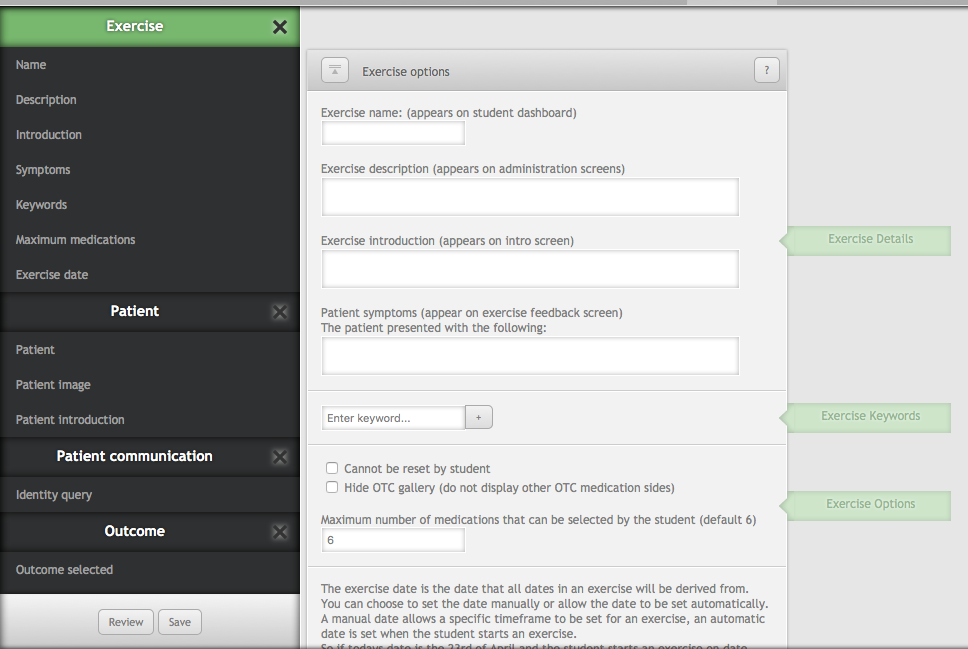 Exercise
Name
Description
Introduction
Symptoms
Keywords
Maximum medications
Exercise date
Patient
Patient
Patient image
Patient introduction
Patient communication
Identity query
Outcome
Outcome selected
Review
Save
Exercise options
?
Exercise name: (appears on student dashboard)
Exercise description (appears on administration screens)
Exercise introduction (appears on intro screen)
Patient symptoms (appear on exercise feedback screen)
The patient presented with the following:
Enter keyword...
+
Cannot be reset by student
Hide OTC gallery (do not display other OTC medication sides)
Maximum number of medications that can be selected by the student (default 6)
6
The exercise date is the date that all dates in an exercise will be derived from.
You can choose to set the date manually or allow the date to be set automatically.
A manual date allows a specific timeframe to be set for an exercise, an automatic
date is set when the student starts an exercise.
So if todays date is the 23rd of April and the student starts an exercise on date
Exercise Details
Exercise Keywords
Exercise Options